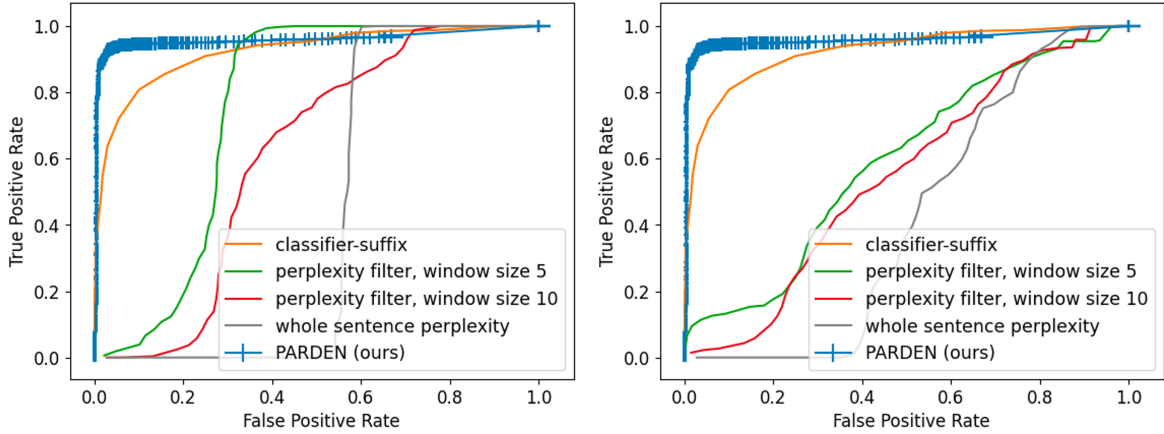 1.0
0.8
0.6
0.4
0.2
0.0
True Positive Rate
0.0 0.2 0.4 0.6 0.8 1.0
False Positive Rate
classifier-suffix
perplexity filter, window size 5
perplexity filter, window size 10
whole sentence perplexity
PARDEN (ours)
1.0
0.8
0.6
0.4
0.2
0.0
True Positive Rate
0.0 0.2 0.4 0.6 0.8 1.0
False Positive Rate
classifier-suffix
perplexity filter, window size 5
perplexity filter, window size 10
whole sentence perplexity
PARDEN (ours)